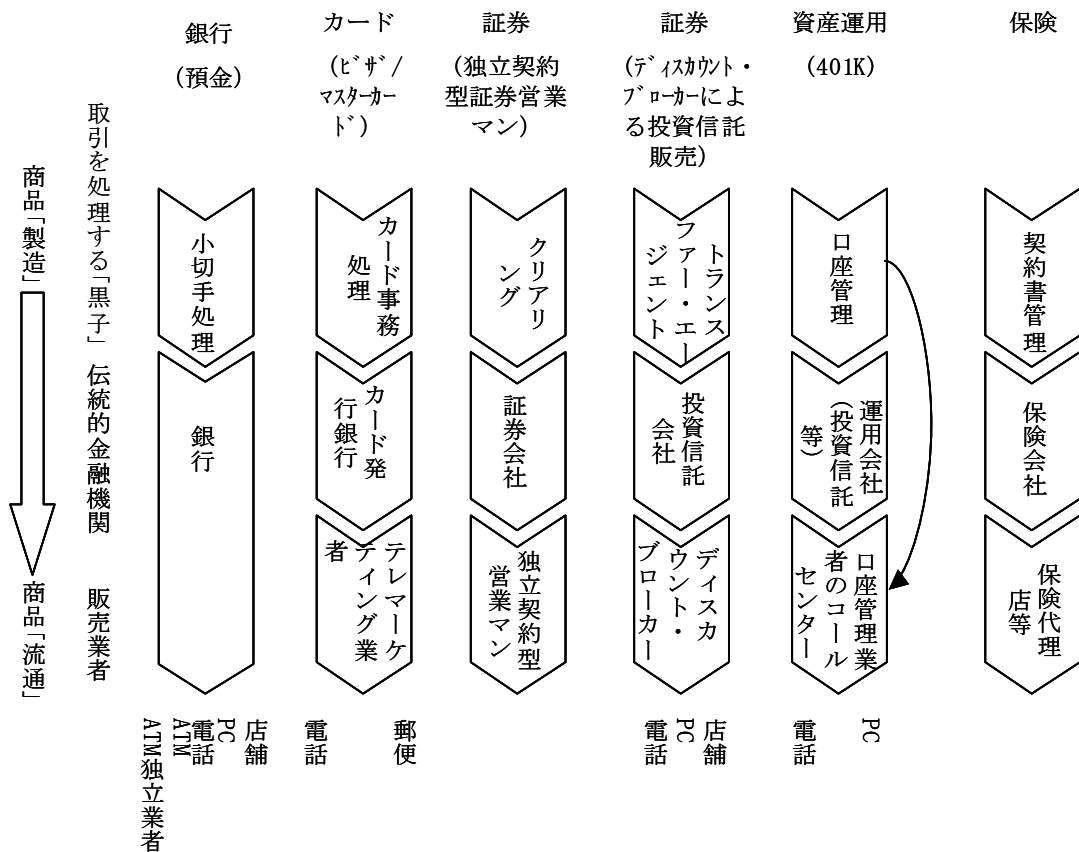 銀行
(預金)
カード
(ﾋﾞｻﾞ/
ﾏｽﾀｰｶｰ
ﾄﾞ)
証券
(独立契約
型証券営業
マン)
証券
(ﾃﾞｨｽｶｳﾝﾄ・
ﾌﾞﾛｰｶｰによ
る投資信託
販売)
資産運用
(401K)
保険
商品「製造」
商品「流通」
取引を処理する「黒子」
伝統的金融機関
販売業者
小切手処理
カード事務
処理
クリアリ
ング
トランス
ファー・エー
ジェント
口座管理
契約書管理
銀行
カード発
行銀行
証券会社
投資信託
会社
運用会社
(投資信託
等)
保険会社
テレマーケ
ティング業
者
独立契約型
営業マン
ディスカ
ウント・
ブローカー
口座管理業
者のコール
センター
保険代理
店等
店舗
PC
電話
ATM
ATM独立業者
郵便
電話
店舗
PC
電話
PC
電話